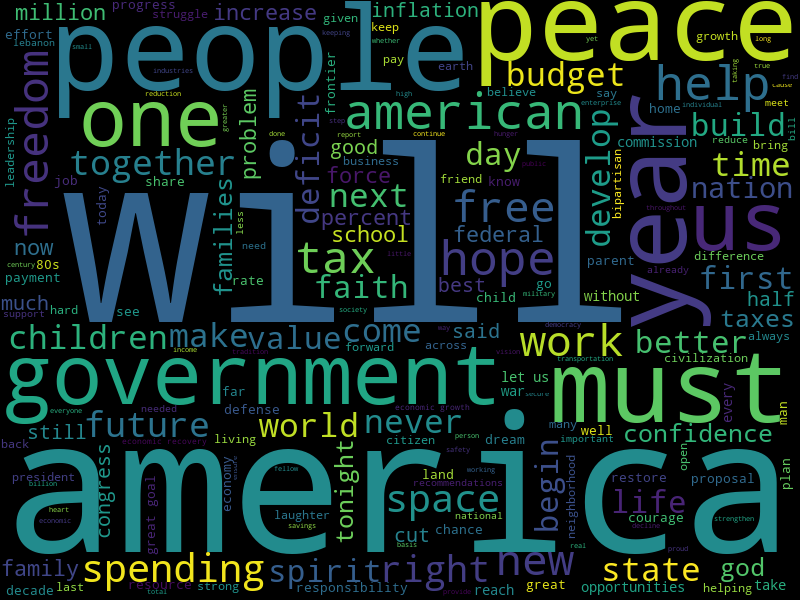 million progress struggle increase given inflation keep effort lebanon small
people peace growth long yet
industries pay earth frontier budget help
reduction high believe say home individual meet find true taking cause
freedom one problem greater deficit american develop build bill
leadership together done report continue hunger enterprise commission reduce bring
good day business force friend know bipartisan time
job share today families less next free nation
now 80s century need percent school federal year us throughout
payment rate tax hope parent difference already
much support hard see will faith best child go military without first half
society little
children make value come said work better taxes always
income forward way across democracy vision transportation civilization
government tradition must
far let us war secure every man
everyone needed defense economic growth
future world never many well
still citizen dream person important confidence
back economic recovery living
congress land begin neighborhood open
president great goal economy tonight safety working restore proposal plan
billion fellow laughter recommendations space life
america heart savings national courage strengthen
economic cut chance real decline proud
basis
family spending spirit right new state god
decade last resource strong responsibility reach great opportunities helping take
total provide